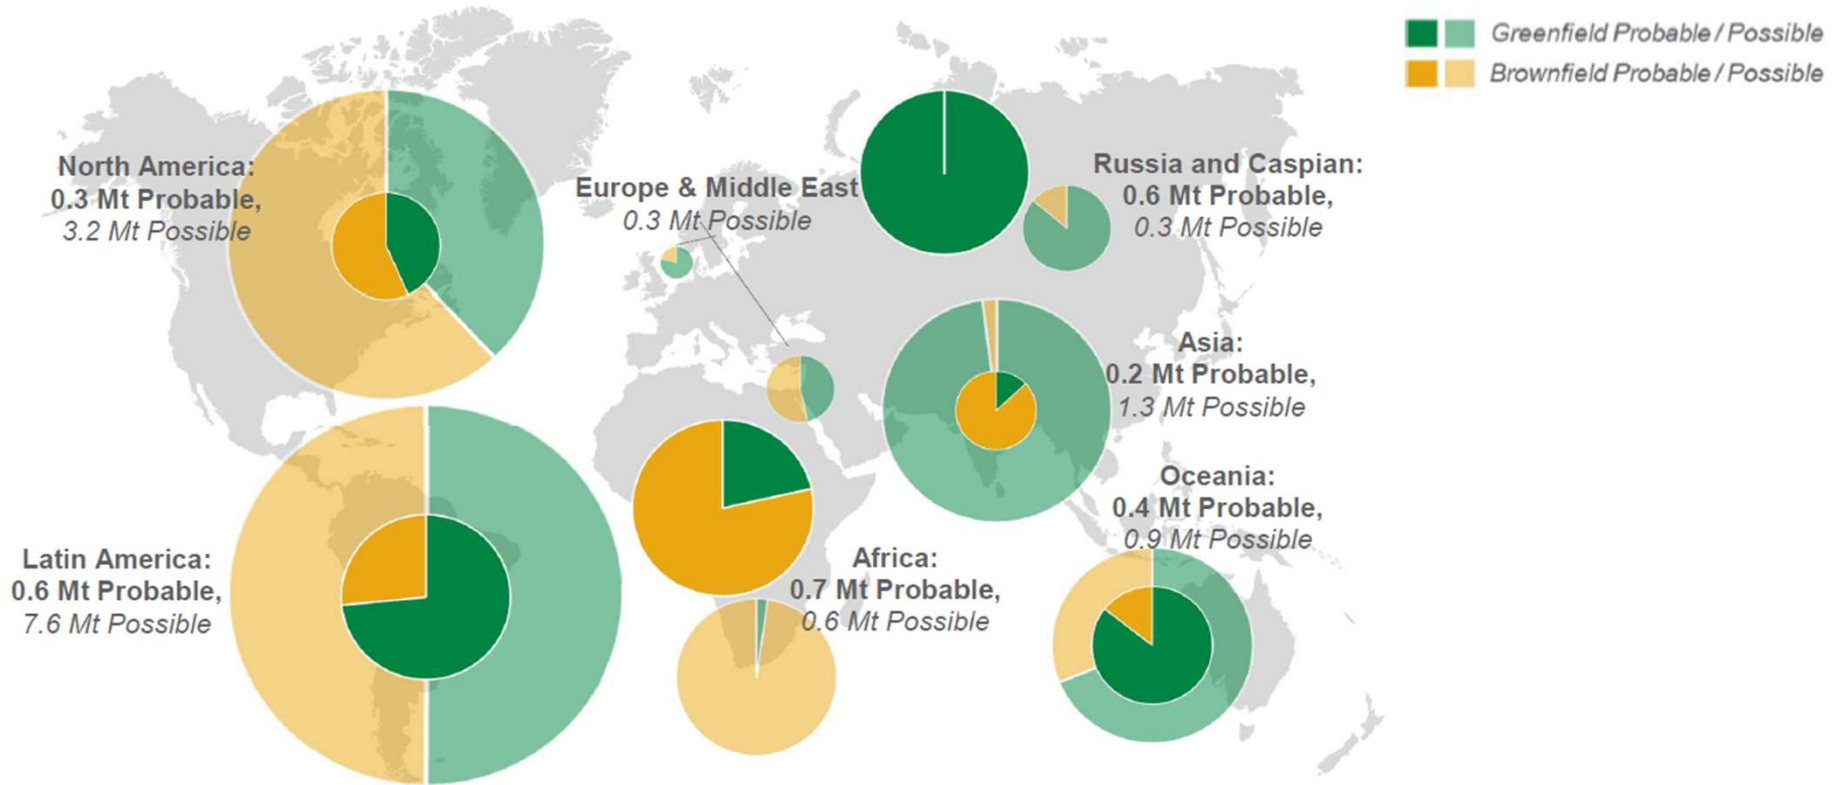 Greenfield Probable / Possible
Brownfield Probable / Possible
North America:
0.3 Mt Probable,
3.2 Mt Possible
Europe & Middle East
0.3 Mt Possible
Russia and Caspian:
0.6 Mt Probable,
0.3 Mt Possible
Asia:
0.2 Mt Probable,
1.3 Mt Possible
Oceania:
0.4 Mt Probable,
0.9 Mt Possible
Latin America:
0.6 Mt Probable,
7.6 Mt Possible
Africa:
0.7 Mt Probable,
0.6 Mt Possible